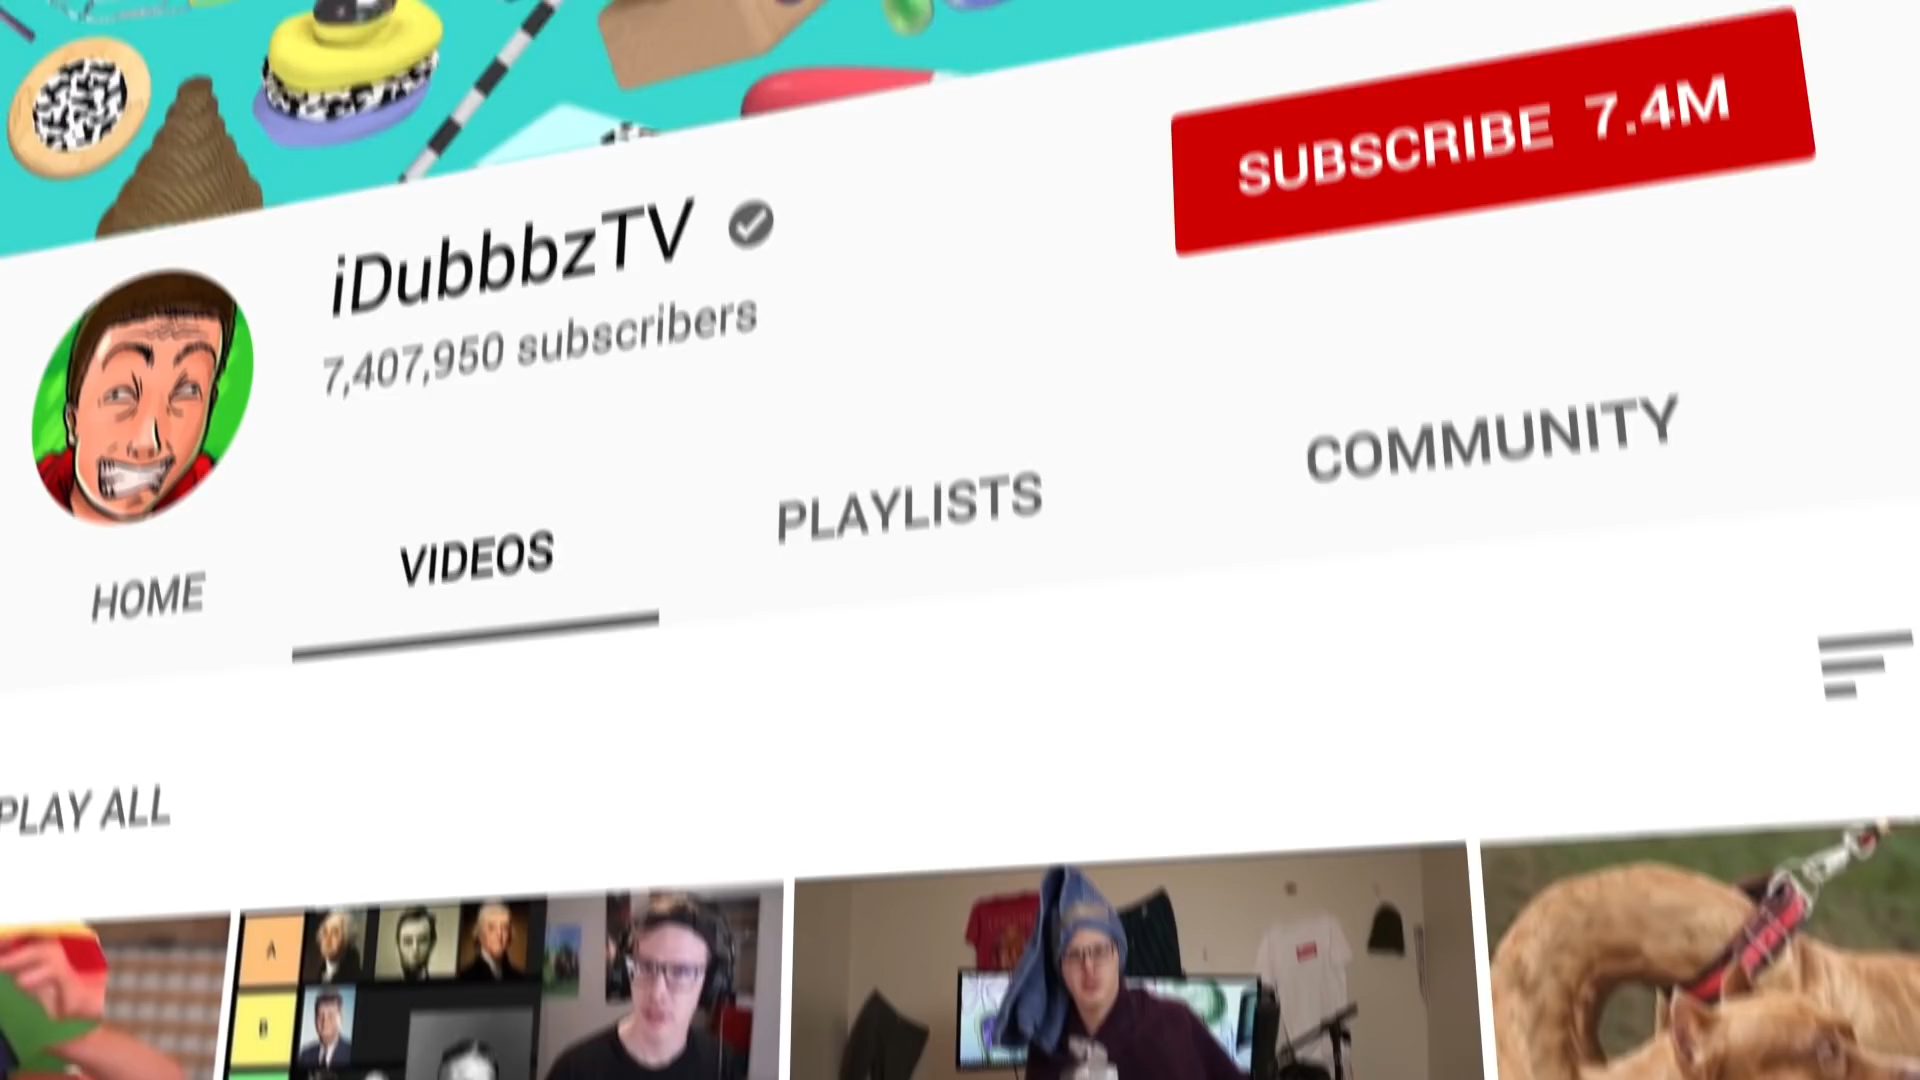 SUBSCRIBE 7.4M
iDubbbzTV
7,407,950 subscribers
HOME VIDEOS PLAYLISTS COMMUNITY
PLAY ALL
A
B